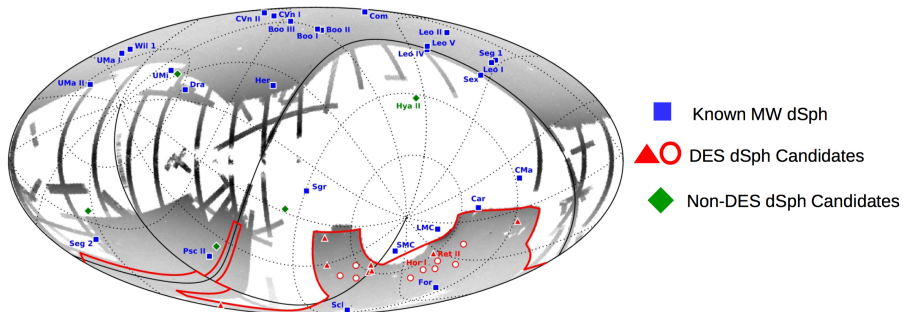 CVn II
CVn I
Com
Boo III
Boo I
Boo II
Leo II
Wil 1
UMa I
Leo V
Leo IV
Seg 1
Leo I
UMi
UMa II
Dra
Her
Sex
Hya II
Known MW dSph
DES dSph Candidates
CMa
Sgr
Car
Non-DES dSph Candidates
LMC
Seg 2
SMC
Psc II
Ret II
Hor I
For
Scl